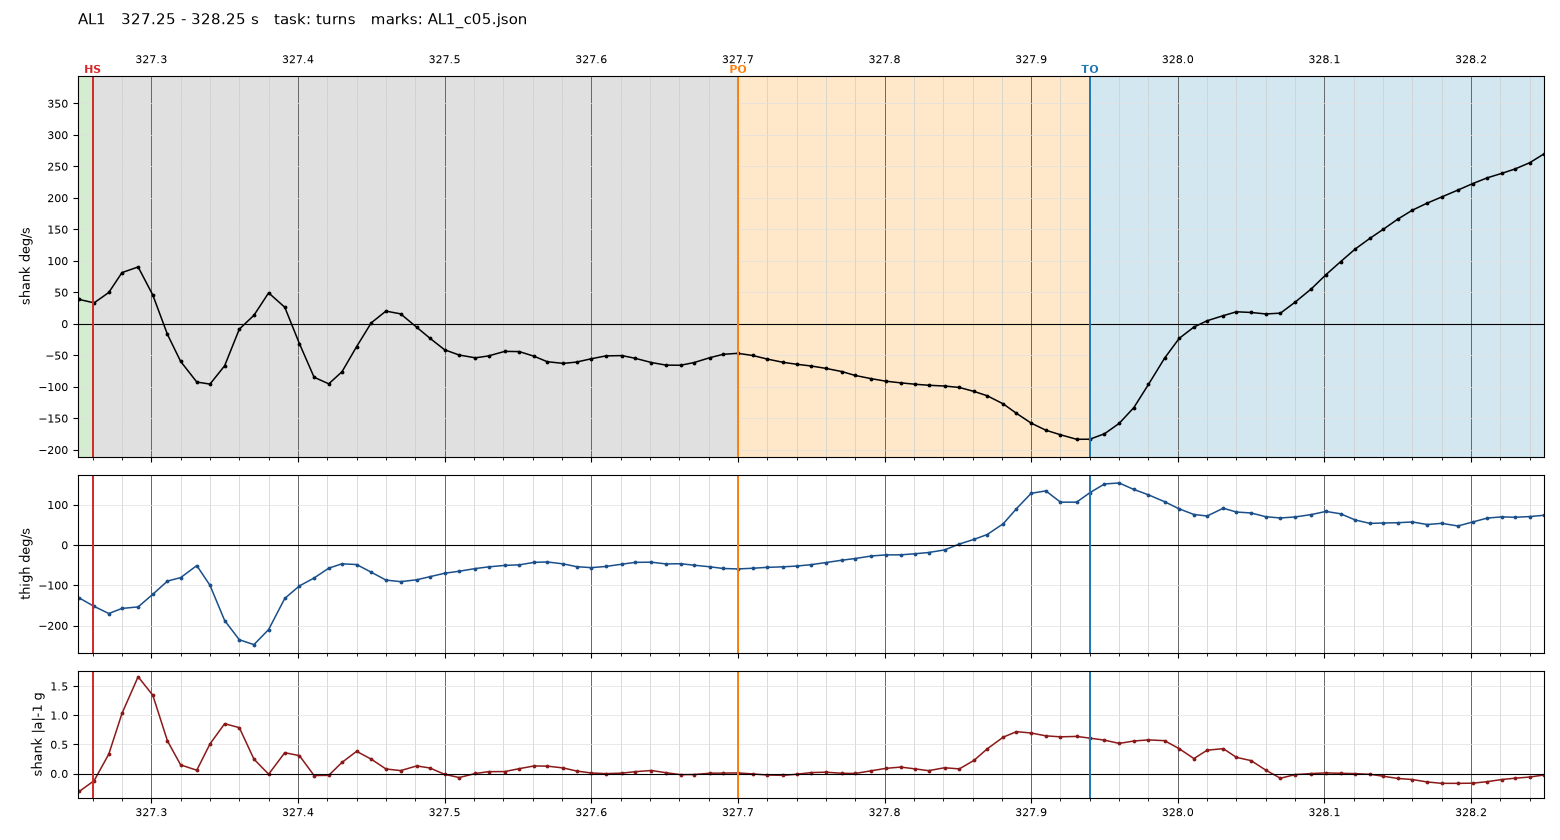 AL1   327.25 - 328.25 s   task: turns   marks: AL1_c05.json
327.3 327.4 327.5 327.6 327.7 327.8 327.9 328.0 328.1 328.2
HS PO TO
shank deg/s
350
300
250
200
150
100
50
0
−50
−100
−150
−200
thigh deg/s
100
0
−100
−200
shank |a|-1 g
1.5
1.0
0.5
0.0
327.3 327.4 327.5 327.6 327.7 327.8 327.9 328.0 328.1 328.2